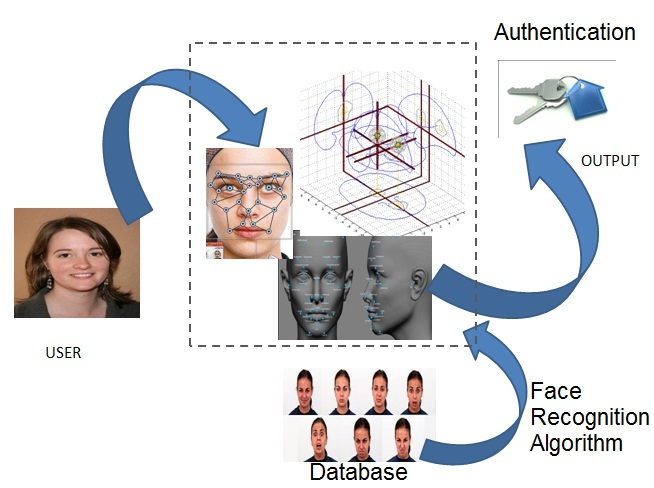 Authentication
OUTPUT
USER
Face
Recognition
Algorithm
Database